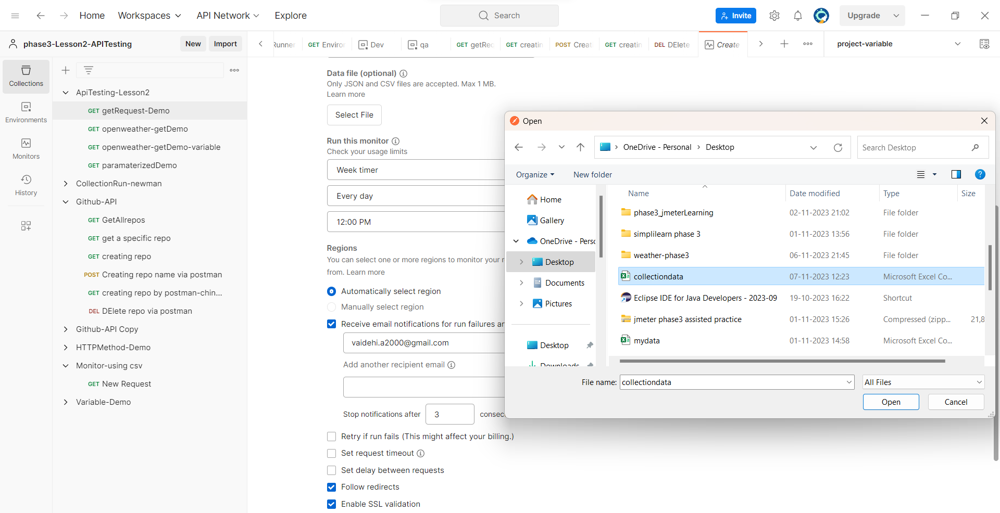 Home
Workspaces
API Network
Explore
Search
Invite
Upgrade
phase3-Lesson2-APITesting
New
Import
Runner
GET Enviror
Dev
qa
GET getRec
GET creatin
POST Creat
GET creatin
DEL DElete
Create
project-variable
Collections
Environments
Monitors
History
ApiTesting-Lesson2
GET getRequest-Demo
GET openweather-getDemo
GET openweather-getDemo-variable
GET paramaterizedDemo
CollectionRun-newman
Github-API
GET GetAllrepos
GET get a specific repo
GET creating repo
POST Creating repo name via postman
GET creating repo by postman-chin...
DEL DElete repo via postman
Github-API Copy
HTTPMethod-Demo
Monitor-using csv
GET New Request
Variable-Demo
Data file (optional)
Only JSON and CSV files are accepted. Max 1 MB.
Learn more
Select File
Run this monitor
Check your usage limits
Week timer
Every day
12:00 PM
Regions
You can select one or more regions to monitor your r
from. Learn more
Automatically select region
Manually select region
Receive email notifications for run failures an
vaidehi.a2000@gmail.com
Add another recipient email
Stop notifications after 3 consec
Retry if run fails (This might affect your billing.)
Set request timeout
Set delay between requests
Follow redirects
Enable SSL validation
Open
OneDrive - Personal > Desktop
Search Desktop
Organize
New folder
Home
Gallery
OneDrive - Perso
Desktop
Documents
Pictures
Desktop
Downloads
Name Date modified Type Size
phase3_jmeterLearning 02-11-2023 21:02 File folder
simplilearn phase 3 01-11-2023 13:56 File folder
weather-phase3 06-11-2023 21:45 File folder
collectiondata 07-11-2023 12:23 Microsoft Excel Co...
Eclipse IDE for Java Developers - 2023-09 19-10-2023 16:22 Shortcut
jmeter phase3 assisted practice 01-11-2023 15:26 Compressed (zipp... 21,8
mydata 01-11-2023 14:58 Microsoft Excel Co...
File name: collectiondata
All Files
Open
Cancel